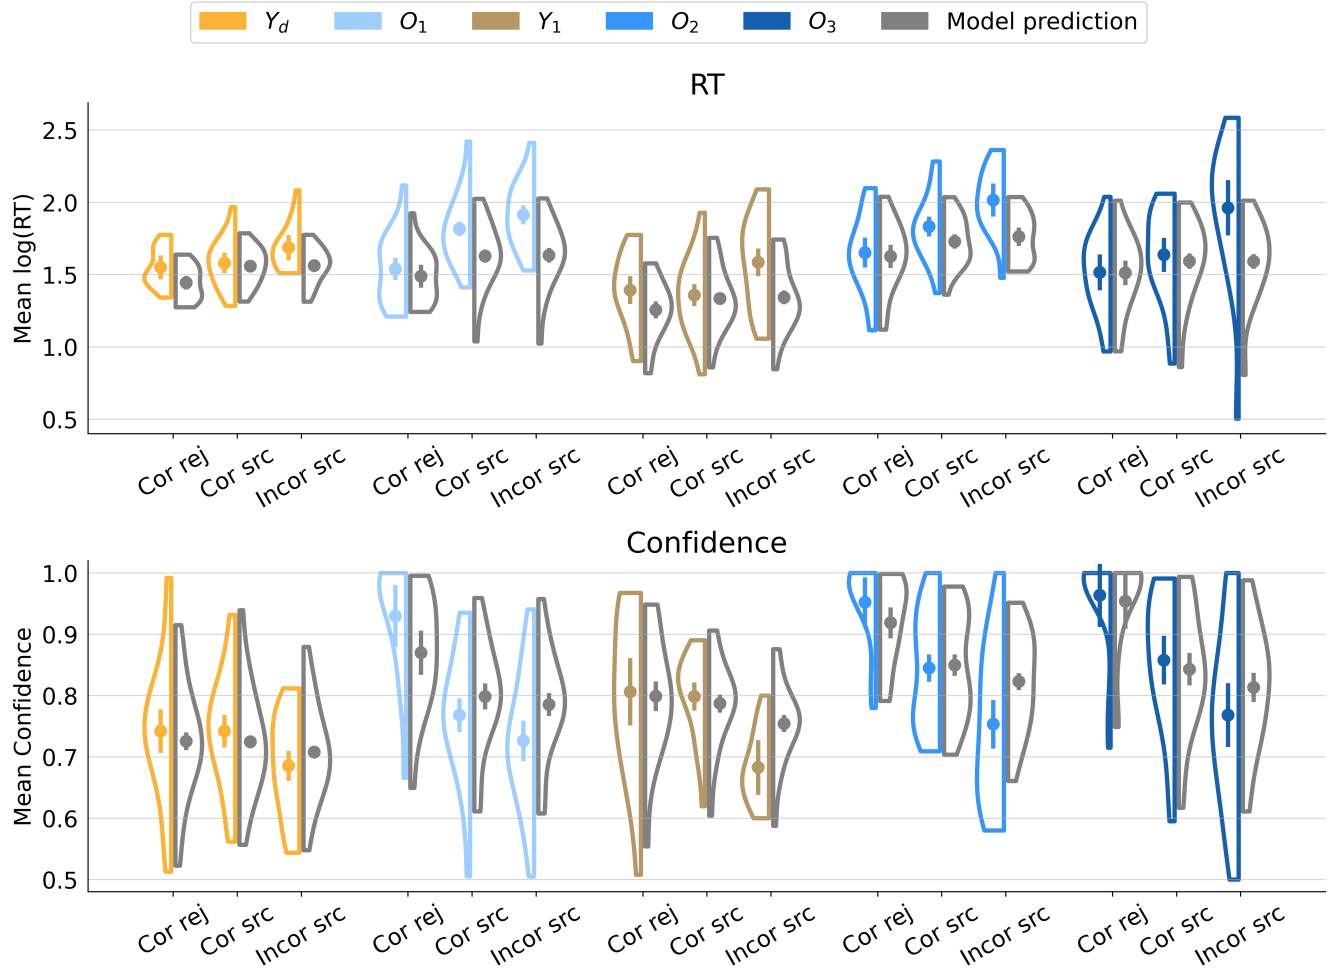 Y_d O_1 Y_1 O_2 O_3 Model prediction
RT
Mean log(RT)
2.5
2.0
1.5
1.0
0.5
Cor rej Cor src Incor src Cor rej Cor src Incor src Cor rej Cor src Incor src Cor rej Cor src Incor src Cor rej Cor src Incor src
Confidence
Mean Confidence
1.0
0.9
0.8
0.7
0.6
0.5
Cor rej Cor src Incor src Cor rej Cor src Incor src Cor rej Cor src Incor src Cor rej Cor src Incor src Cor rej Cor src Incor src